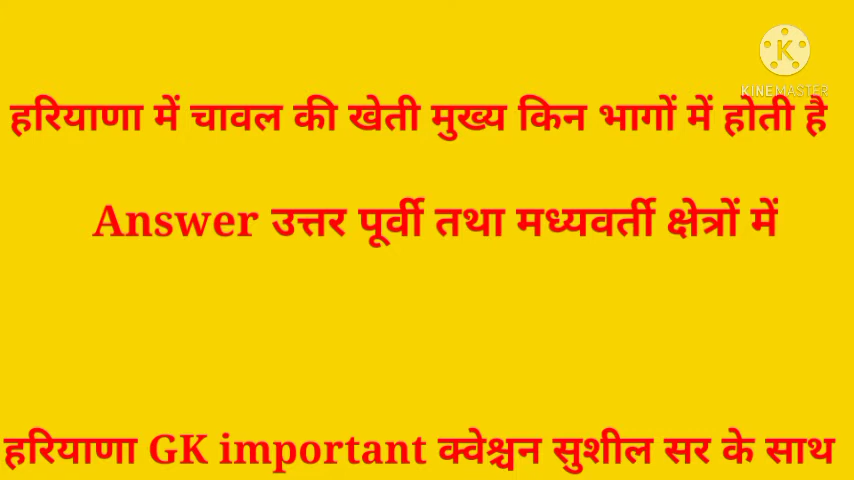 KINEMASTER
हरियाणा में चावल की खेती मुख्य किन भागों में होती है
Answer उत्तर पूर्वी तथा मध्यवर्ती क्षेत्रों में
हरियाणा GK important क्वेश्चन सुशील सर के साथ